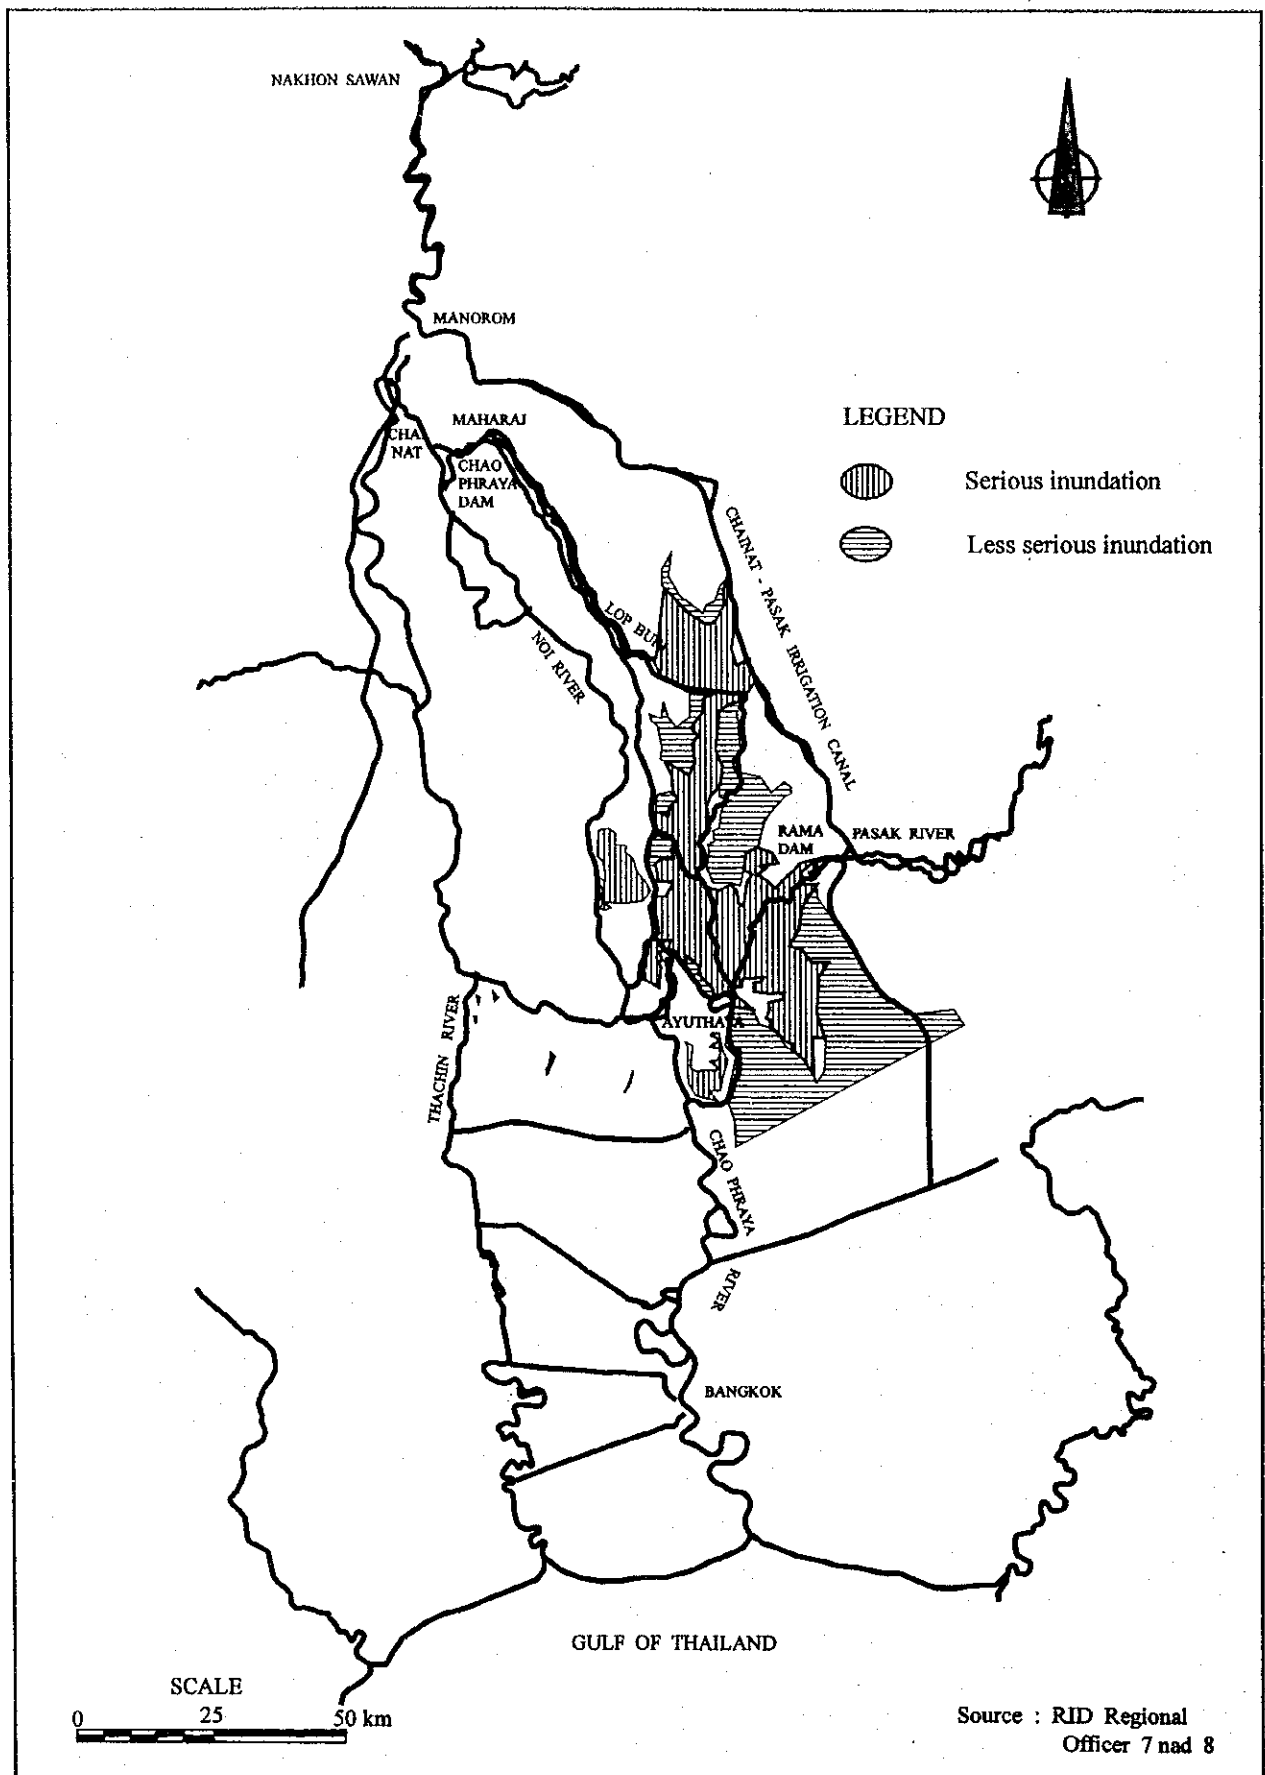 NAKHON SAWAN
MANOROM
MAHARAJ
CHAI
NAT
CHAO
PHRAYA
DAM
LEGEND
Serious inundation
Less serious inundation
CHAINAT - PASAK IRRIGATION CANAL
LOP BURI
NOI RIVER
RAMA
DAM
PASAK RIVER
AYUTHAYA
THACHIN RIVER
CHAO PHRAYA
RIVER
BANGKOK
GULF OF THAILAND
SCALE
0 25 50 km
Source : RID Regional
Officer 7 nad 8